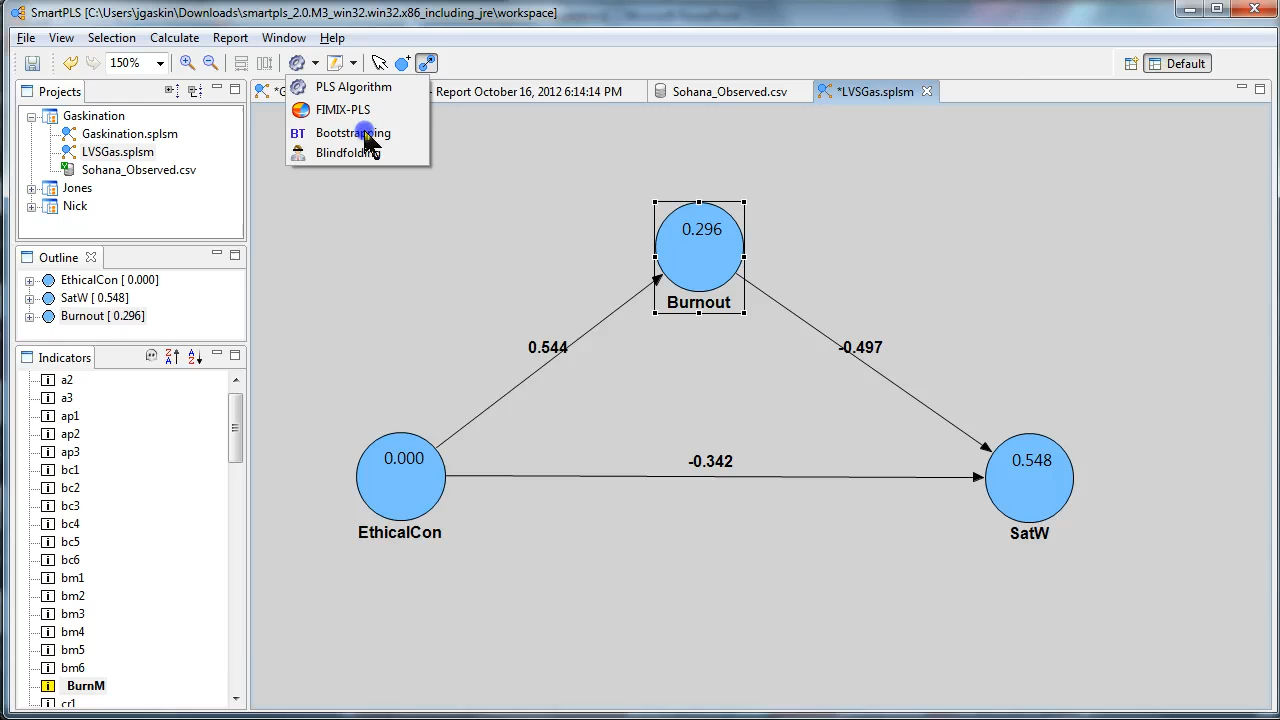 SmartPLS [C:\Users\jgaskin\Downloads\smartpls_2.0.M3_win32.win32.x86_including_jre\workspace]
File View Selection Calculate Report Window Help
150%
Default
Projects
Gaskination
Gaskination.splsm
LVSGas.splsm
Sohana_Observed.csv
Jones
Nick
Outline
EthicalCon [ 0.000]
SatW [ 0.548]
Burnout [ 0.296]
Indicators
a2
a3
ap1
ap2
ap3
bc1
bc2
bc3
bc4
bc5
bc6
bm1
bm2
bm3
bm4
bm5
bm6
BurnM
cr1
- Report October 16, 2012 6:14:14 PM
Sohana_Observed.csv
*LVSGas.splsm
PLS Algorithm
FIMIX-PLS
BT Bootstrapping
Blindfolding
0.296
Burnout
0.544
-0.497
-0.342
0.000
EthicalCon
0.548
SatW